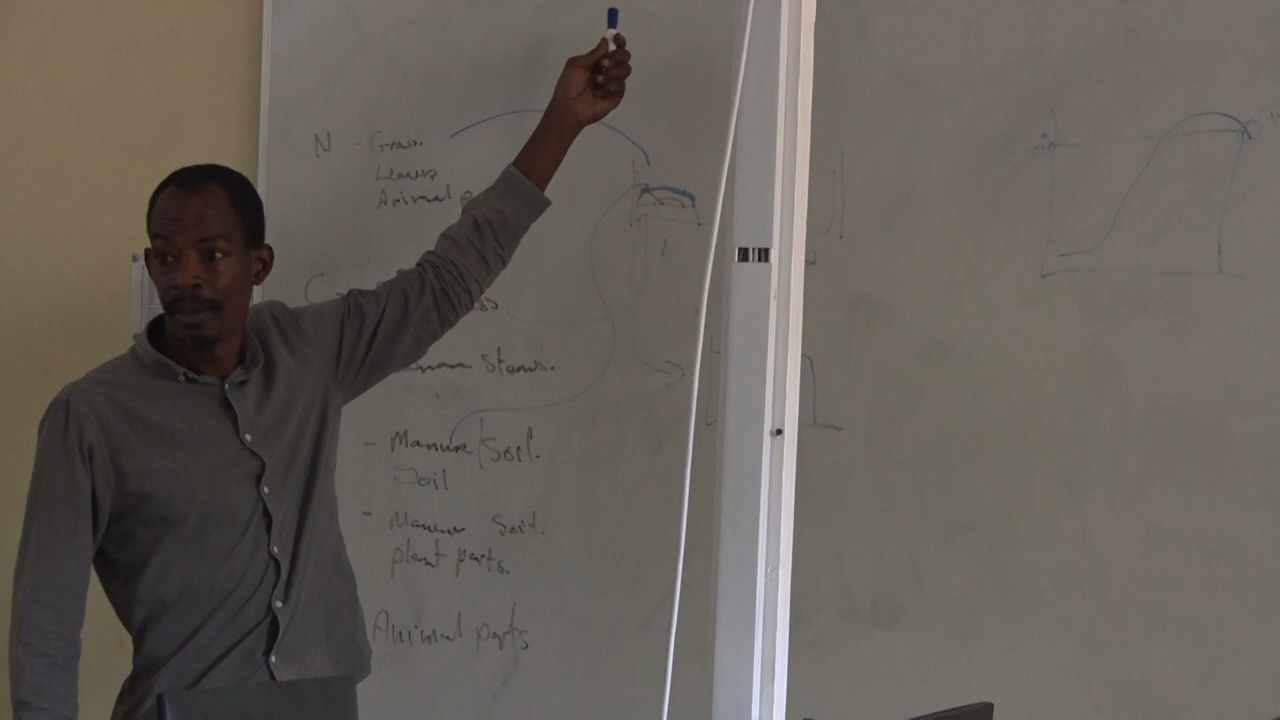 N - Grass.
Leaves
Animal
C
Stems.
- Manure/Soil.
Soil
- Manure Soil.
plant parts.
Animal parts